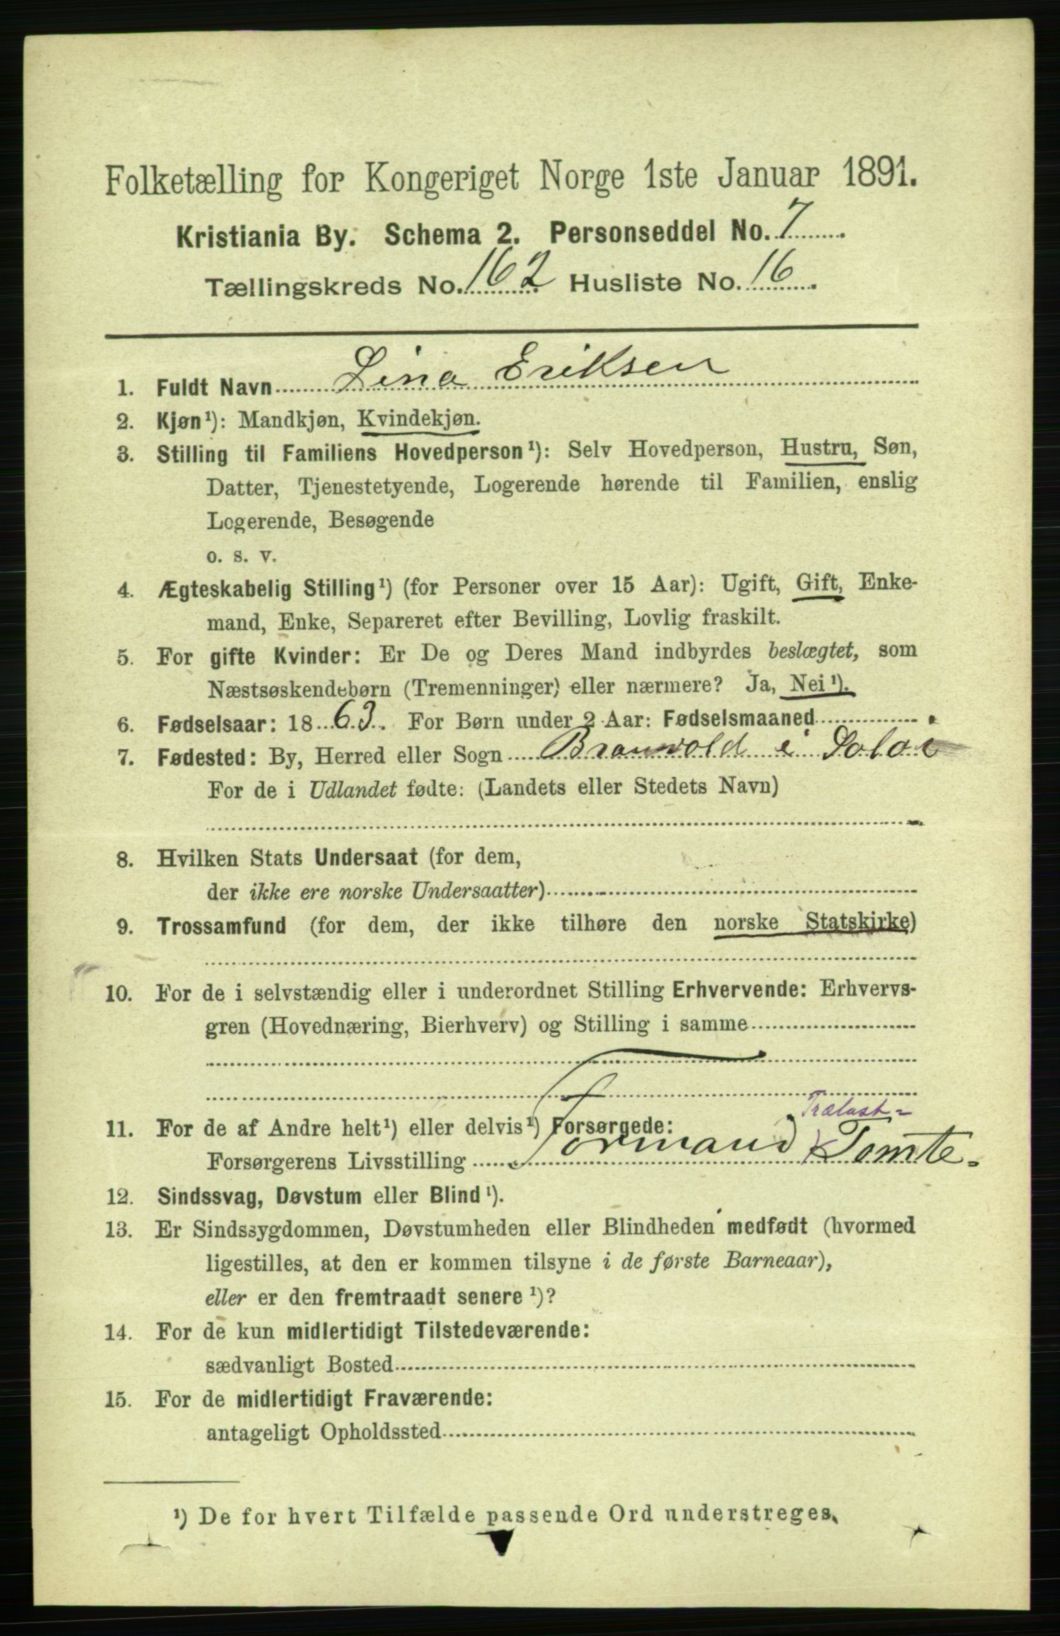 Folketælling for Kongeriget Norge 1ste Januar 1891.
Kristiania By. Schema 2. Personseddel No. 7
Tællingskreds No. 162 Husliste No. 16
1. Fuldt Navn Lina Eriksen
2. Kjøn¹): Mandkjøn, Kvindekjøn.
3. Stilling til Familiens Hovedperson¹): Selv Hovedperson, Hustru, Søn,
Datter, Tjenestetyende, Logerende hørende til Familien, enslig
Logerende, Besøgende
o. s. v.
4. Ægteskabelig Stilling¹) (for Personer over 15 Aar): Ugift, Gift, Enke-
mand, Enke, Separeret efter Bevilling, Lovlig fraskilt.
5. For gifte Kvinder: Er De og Deres Mand indbyrdes beslægtet, som
Næstsøskendebørn (Tremenninger) eller nærmere? Ja, Nei¹).
6. Fødselsaar: 1863. For Børn under 2 Aar: Fødselsmaaned
7. Fødested: By, Herred eller Sogn Branvold i Soløi
For de i Udlandet fødte: (Landets eller Stedets Navn)
8. Hvilken Stats Undersaat (for dem,
der ikke ere norske Undersaatter)
9. Trossamfund (for dem, der ikke tilhøre den norske Statskirke)
10. For de i selvstændig eller i underordnet Stilling Erhvervende: Erhvervs-
gren (Hovednæring, Bierhverv) og Stilling i samme
Trælast-
11. For de af Andre helt¹) eller delvis¹) Forsørgede:
Forsørgerens Livsstilling Formand Tomte.
12. Sindssvag, Døvstum eller Blind¹).
13. Er Sindssygdommen, Døvstumheden eller Blindheden medfødt (hvormed
ligestilles, at den er kommen tilsyne i de første Barneaar),
eller er den fremtraadt senere¹)?
14. For de kun midlertidigt Tilstedeværende:
sædvanligt Bosted
15. For de midlertidigt Fraværende:
antageligt Opholdssted
¹) De for hvert Tilfælde passende Ord understreges.